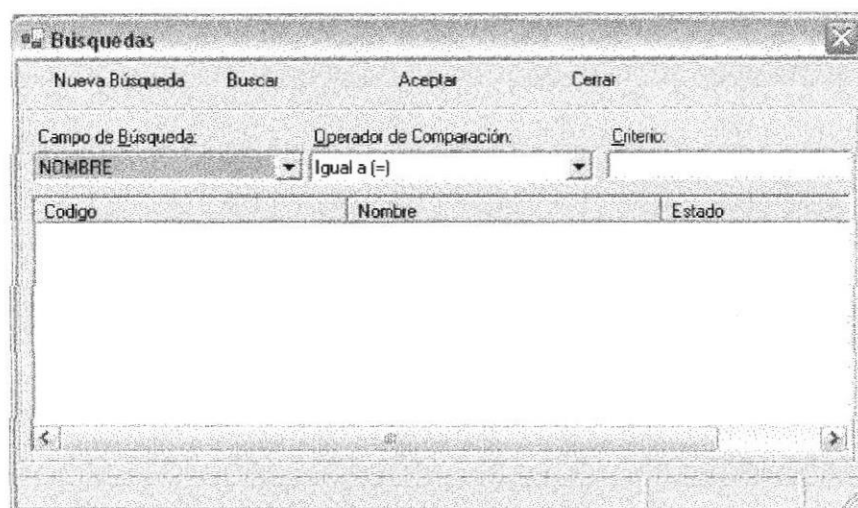 Búsquedas
Nueva Búsqueda Buscar Aceptar Cerrar
Campo de Búsqueda: Operador de Comparación: Criterio:
NOMBRE Igual a (=)
Codigo Nombre Estado